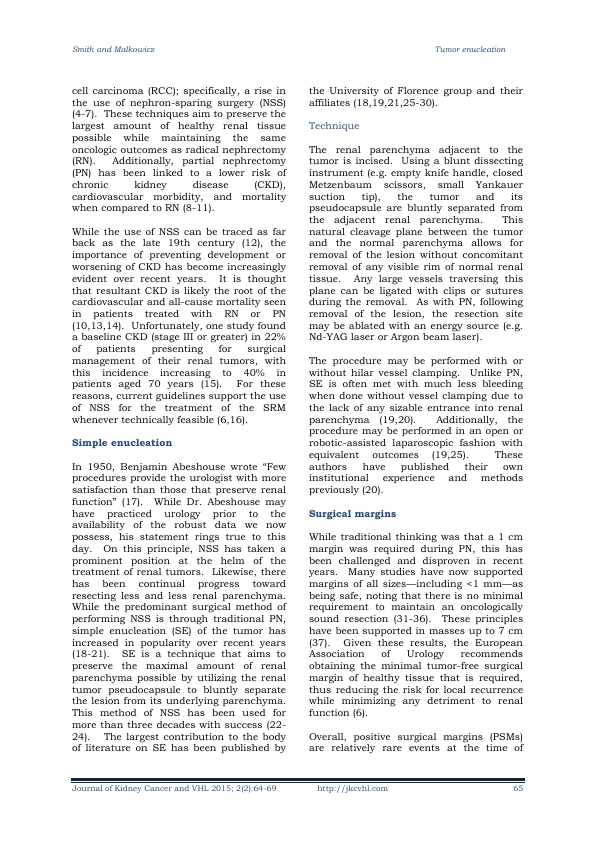 Smith and Malkowicz
Tumor enucleation
cell carcinoma (RCC); specifically, a rise in
the use of nephron-sparing surgery (NSS)
(4-7). These techniques aim to preserve the
largest amount of healthy renal tissue
possible while maintaining the same
oncologic outcomes as radical nephrectomy
(RN). Additionally, partial nephrectomy
(PN) has been linked to a lower risk of
chronic kidney disease (CKD),
cardiovascular morbidity, and mortality
when compared to RN (8-11).
While the use of NSS can be traced as far
back as the late 19th century (12), the
importance of preventing development or
worsening of CKD has become increasingly
evident over recent years. It is thought
that resultant CKD is likely the root of the
cardiovascular and all-cause mortality seen
in patients treated with RN or PN
(10,13,14). Unfortunately, one study found
a baseline CKD (stage III or greater) in 22%
of patients presenting for surgical
management of their renal tumors, with
this incidence increasing to 40% in
patients aged 70 years (15). For these
reasons, current guidelines support the use
of NSS for the treatment of the SRM
whenever technically feasible (6,16).
Simple enucleation
In 1950, Benjamin Abeshouse wrote “Few
procedures provide the urologist with more
satisfaction than those that preserve renal
function” (17). While Dr. Abeshouse may
have practiced urology prior to the
availability of the robust data we now
possess, his statement rings true to this
day. On this principle, NSS has taken a
prominent position at the helm of the
treatment of renal tumors. Likewise, there
has been continual progress toward
resecting less and less renal parenchyma.
While the predominant surgical method of
performing NSS is through traditional PN,
simple enucleation (SE) of the tumor has
increased in popularity over recent years
(18-21). SE is a technique that aims to
preserve the maximal amount of renal
parenchyma possible by utilizing the renal
tumor pseudocapsule to bluntly separate
the lesion from its underlying parenchyma.
This method of NSS has been used for
more than three decades with success (22-
24). The largest contribution to the body
of literature on SE has been published by
the University of Florence group and their
affiliates (18,19,21,25-30).
Technique
The renal parenchyma adjacent to the
tumor is incised. Using a blunt dissecting
instrument (e.g. empty knife handle, closed
Metzenbaum scissors, small Yankauer
suction tip), the tumor and its
pseudocapsule are bluntly separated from
the adjacent renal parenchyma. This
natural cleavage plane between the tumor
and the normal parenchyma allows for
removal of the lesion without concomitant
removal of any visible rim of normal renal
tissue. Any large vessels traversing this
plane can be ligated with clips or sutures
during the removal. As with PN, following
removal of the lesion, the resection site
may be ablated with an energy source (e.g.
Nd-YAG laser or Argon beam laser).
The procedure may be performed with or
without hilar vessel clamping. Unlike PN,
SE is often met with much less bleeding
when done without vessel clamping due to
the lack of any sizable entrance into renal
parenchyma (19,20). Additionally, the
procedure may be performed in an open or
robotic-assisted laparoscopic fashion with
equivalent outcomes (19,25). These
authors have published their own
institutional experience and methods
previously (20).
Surgical margins
While traditional thinking was that a 1 cm
margin was required during PN, this has
been challenged and disproven in recent
years. Many studies have now supported
margins of all sizes—including <1 mm—as
being safe, noting that there is no minimal
requirement to maintain an oncologically
sound resection (31-36). These principles
have been supported in masses up to 7 cm
(37). Given these results, the European
Association of Urology recommends
obtaining the minimal tumor-free surgical
margin of healthy tissue that is required,
thus reducing the risk for local recurrence
while minimizing any detriment to renal
function (6).
Overall, positive surgical margins (PSMs)
are relatively rare events at the time of
Journal of Kidney Cancer and VHL 2015; 2(2):64-69
http://jkcvhl.com
65